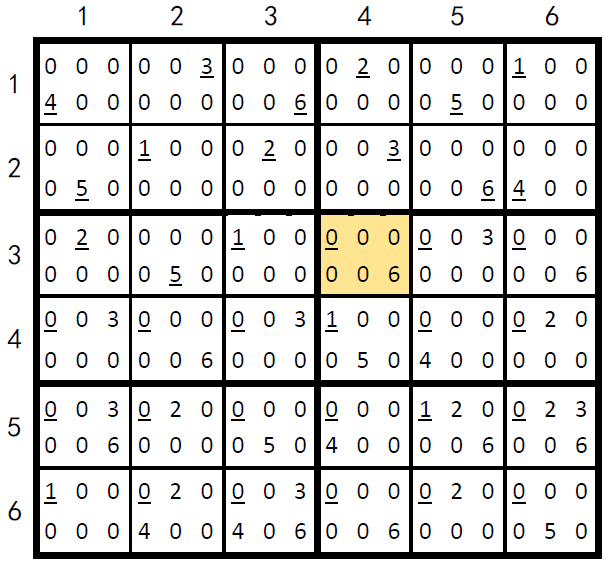 1 2 3 4 5 6
1 0 0 0 0 0 3 0 0 0 0 2 0 0 0 0 1 0 0
4 0 0 0 0 0 0 0 6 0 0 0 0 5 0 0 0 0
2 0 0 0 1 0 0 0 2 0 0 0 3 0 0 0 0 0 0
0 5 0 0 0 0 0 0 0 0 0 0 0 0 6 4 0 0
3 0 2 0 0 0 0 1 0 0 0 0 0 0 0 3 0 0 0
0 0 0 0 5 0 0 0 0 0 0 6 0 0 0 0 0 6
4 0 0 3 0 0 0 0 0 3 1 0 0 0 0 0 0 2 0
0 0 0 0 0 6 0 0 0 0 5 0 4 0 0 0 0 0
5 0 0 3 0 2 0 0 0 0 0 0 0 1 2 0 0 2 3
0 0 6 0 0 0 0 5 0 4 0 0 0 0 6 0 0 6
6 1 0 0 0 2 0 0 0 3 0 0 0 0 2 0 0 0 0
0 0 0 4 0 0 4 0 6 0 0 6 0 0 0 0 5 0